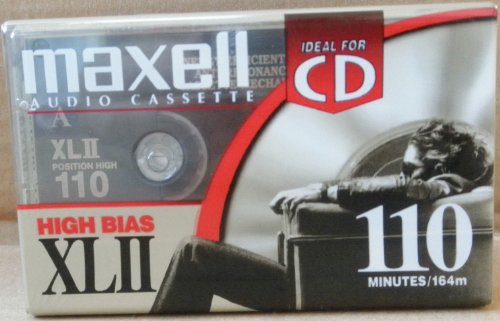 maxell
AUDIO CASSETTE
IDEAL FOR
CD
A
XLII
POSITION HIGH
110
HIGH BIAS
XLII
110
MINUTES/164m